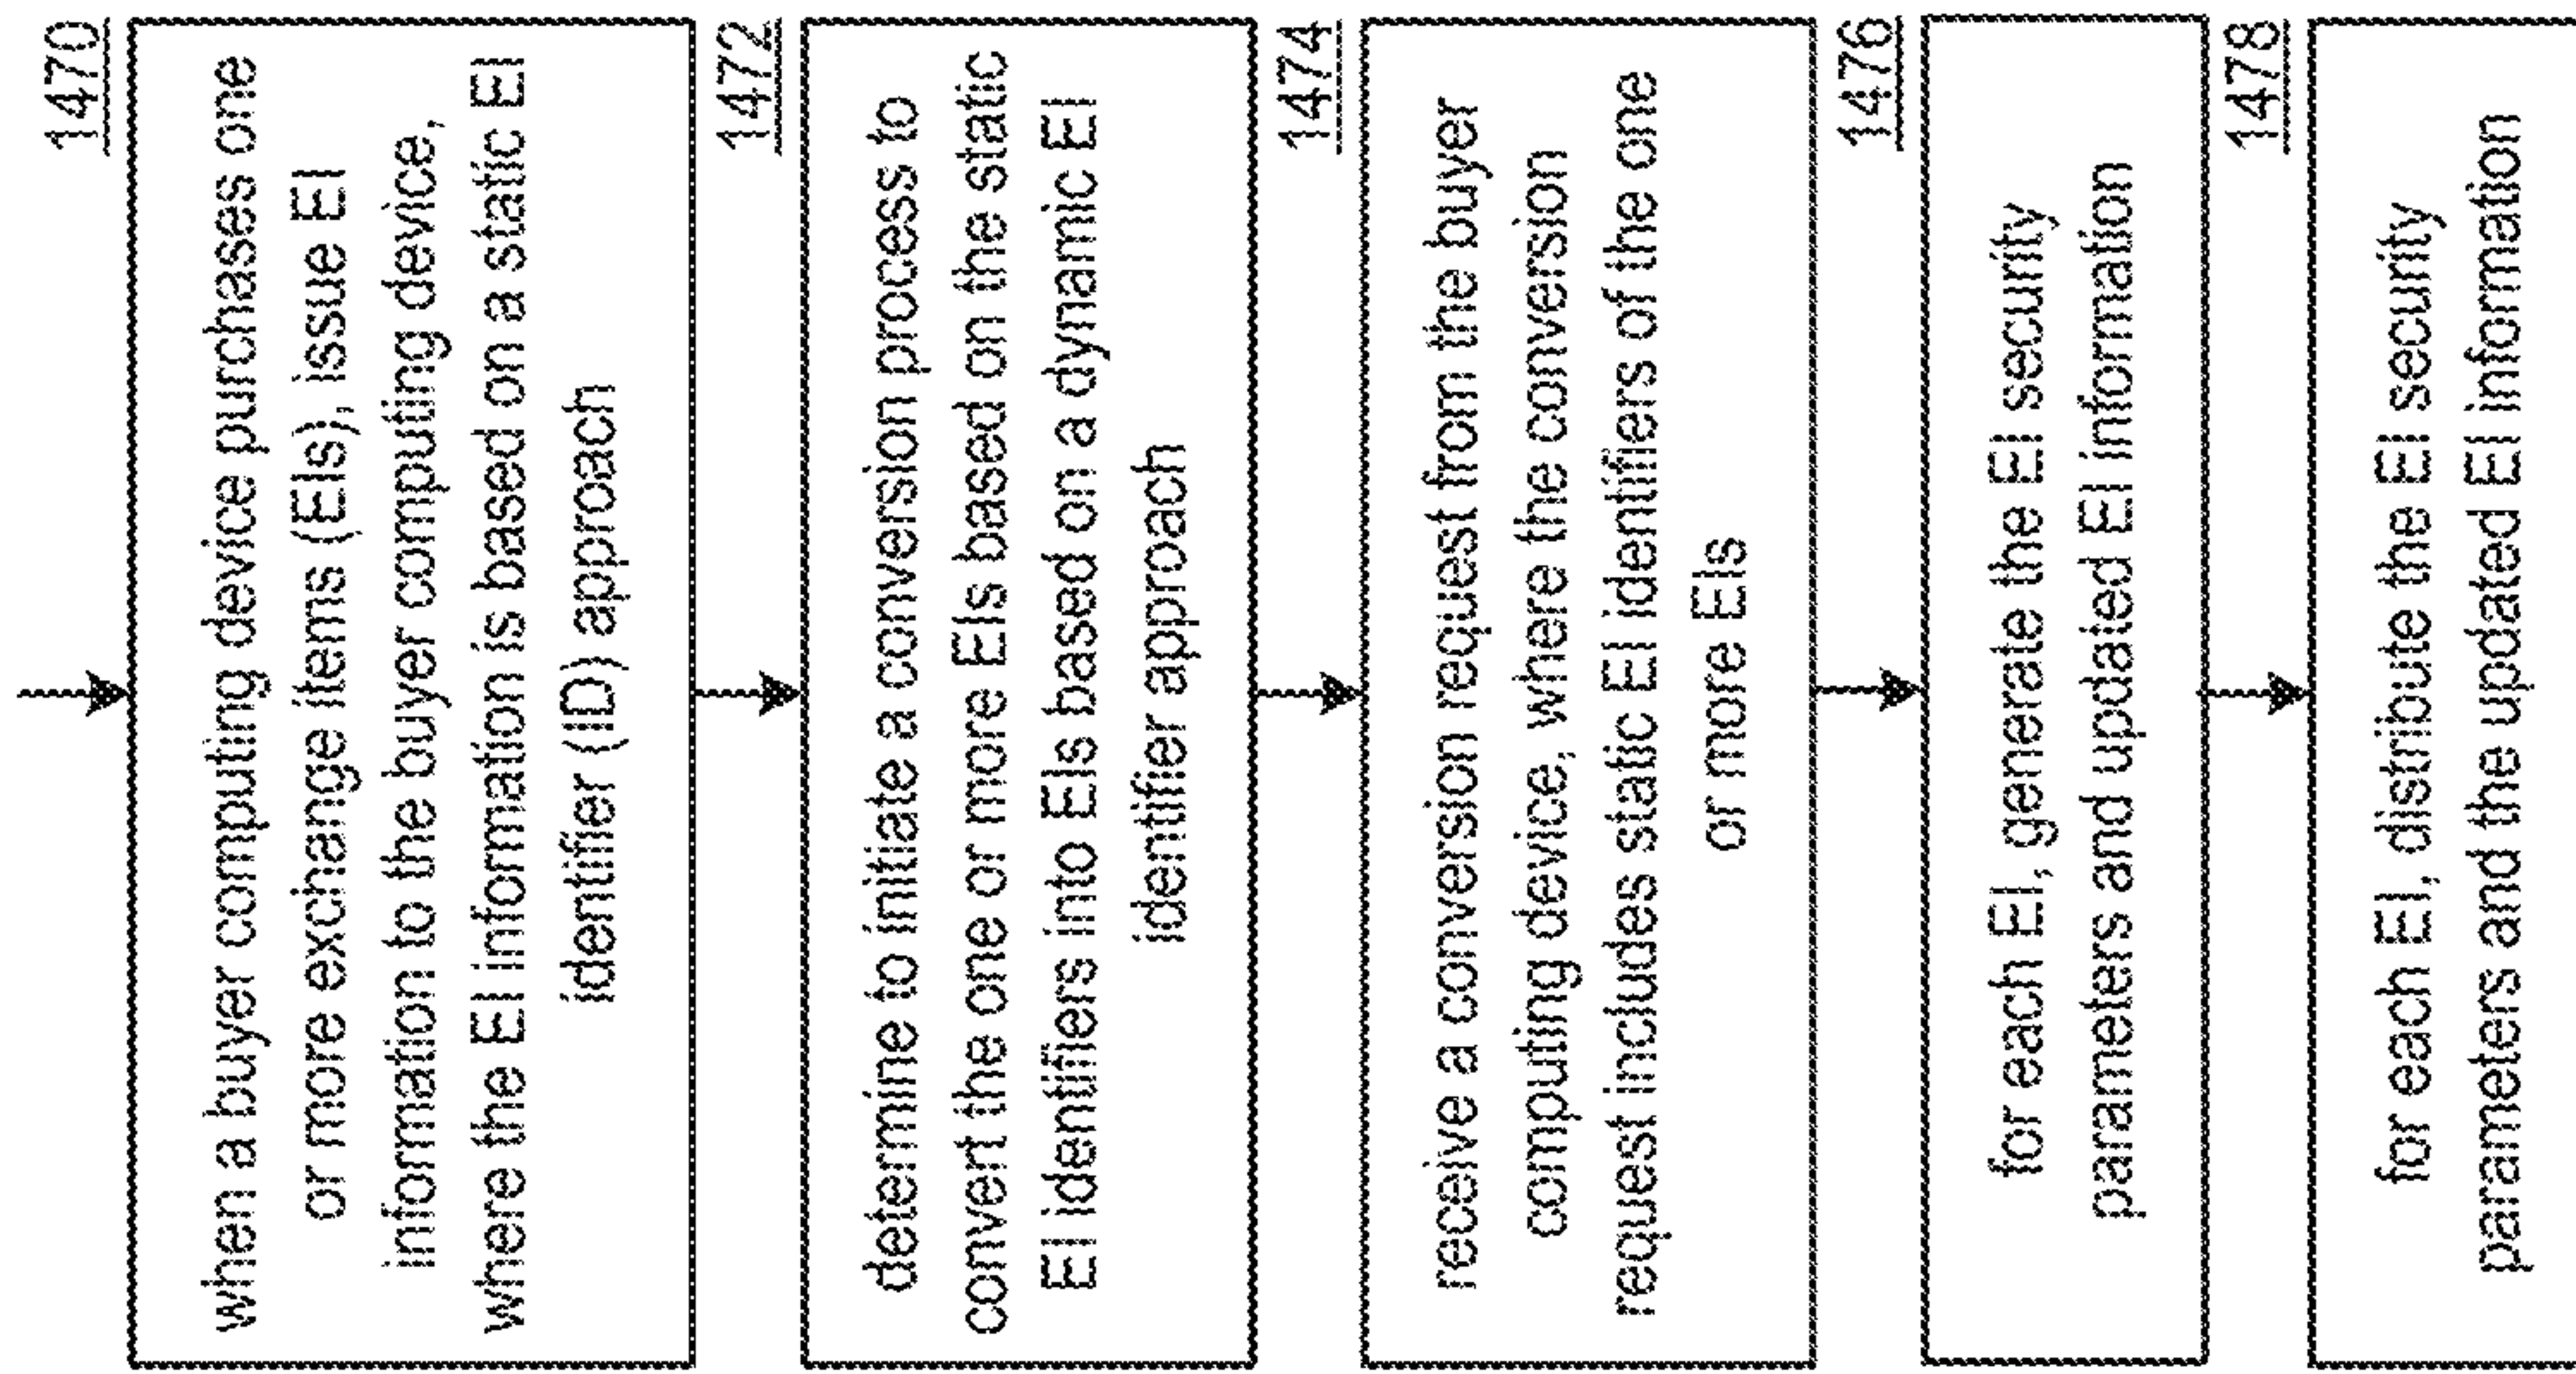 1470
when a buyer computing device purchases one
or more exchange items (EIs), issue EI
information to the buyer computing device,
where the EI information is based on a static EI
identifier (ID) approach
1472
determine to initiate a conversion process to
convert the one or more EIs based on the static
EI identifiers into EIs based on a dynamic EI
identifier approach
1474
receive a conversion request from the buyer
computing device, where the conversion
request includes static EI identifiers of the one
or more EIs
1476
for each EI, generate the EI security
parameters and updated EI information
1478
for each EI, distribute the EI security
parameters and the updated EI information